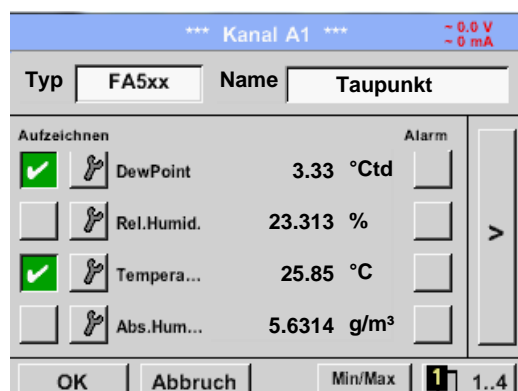 *** Kanal A1 *** ~ 0.0 V
~ 0 mA
Typ FA5xx Name Taupunkt
Aufzeichnen Alarm
DewPoint 3.33 °Ctd
Rel.Humid. 23.313 %
Tempera... 25.85 °C
Abs.Hum... 5.6314 g/m³
>
OK Abbruch Min/Max 1 1..4